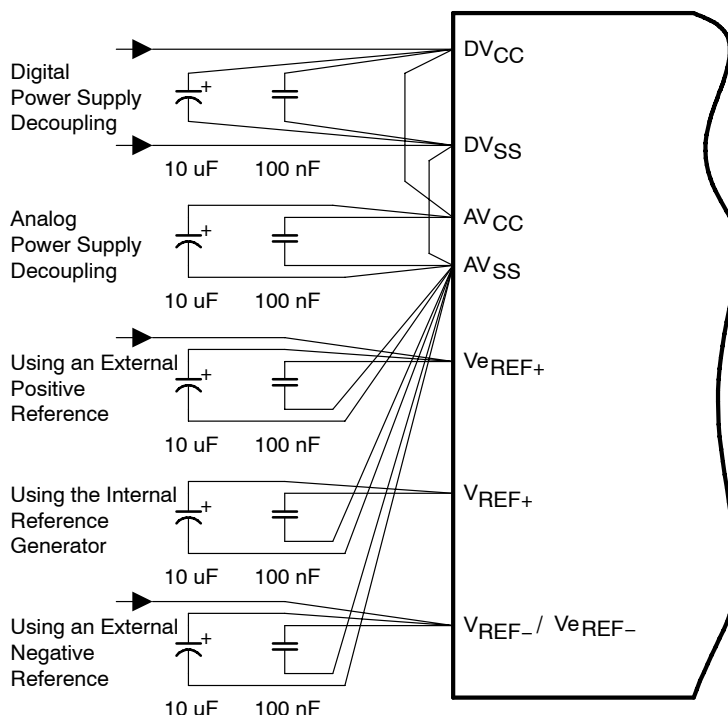 DVCC
Digital
Power Supply
Decoupling
+
DVSS
10 uF 100 nF
Analog
Power Supply
Decoupling
+
AVCC
AVSS
10 uF 100 nF
Using an External
Positive
Reference
+
VeREF+
10 uF 100 nF
Using the Internal
Reference
Generator
+
VREF+
10 uF 100 nF
Using an External
Negative
Reference
+
VREF− / VeREF−
10 uF 100 nF